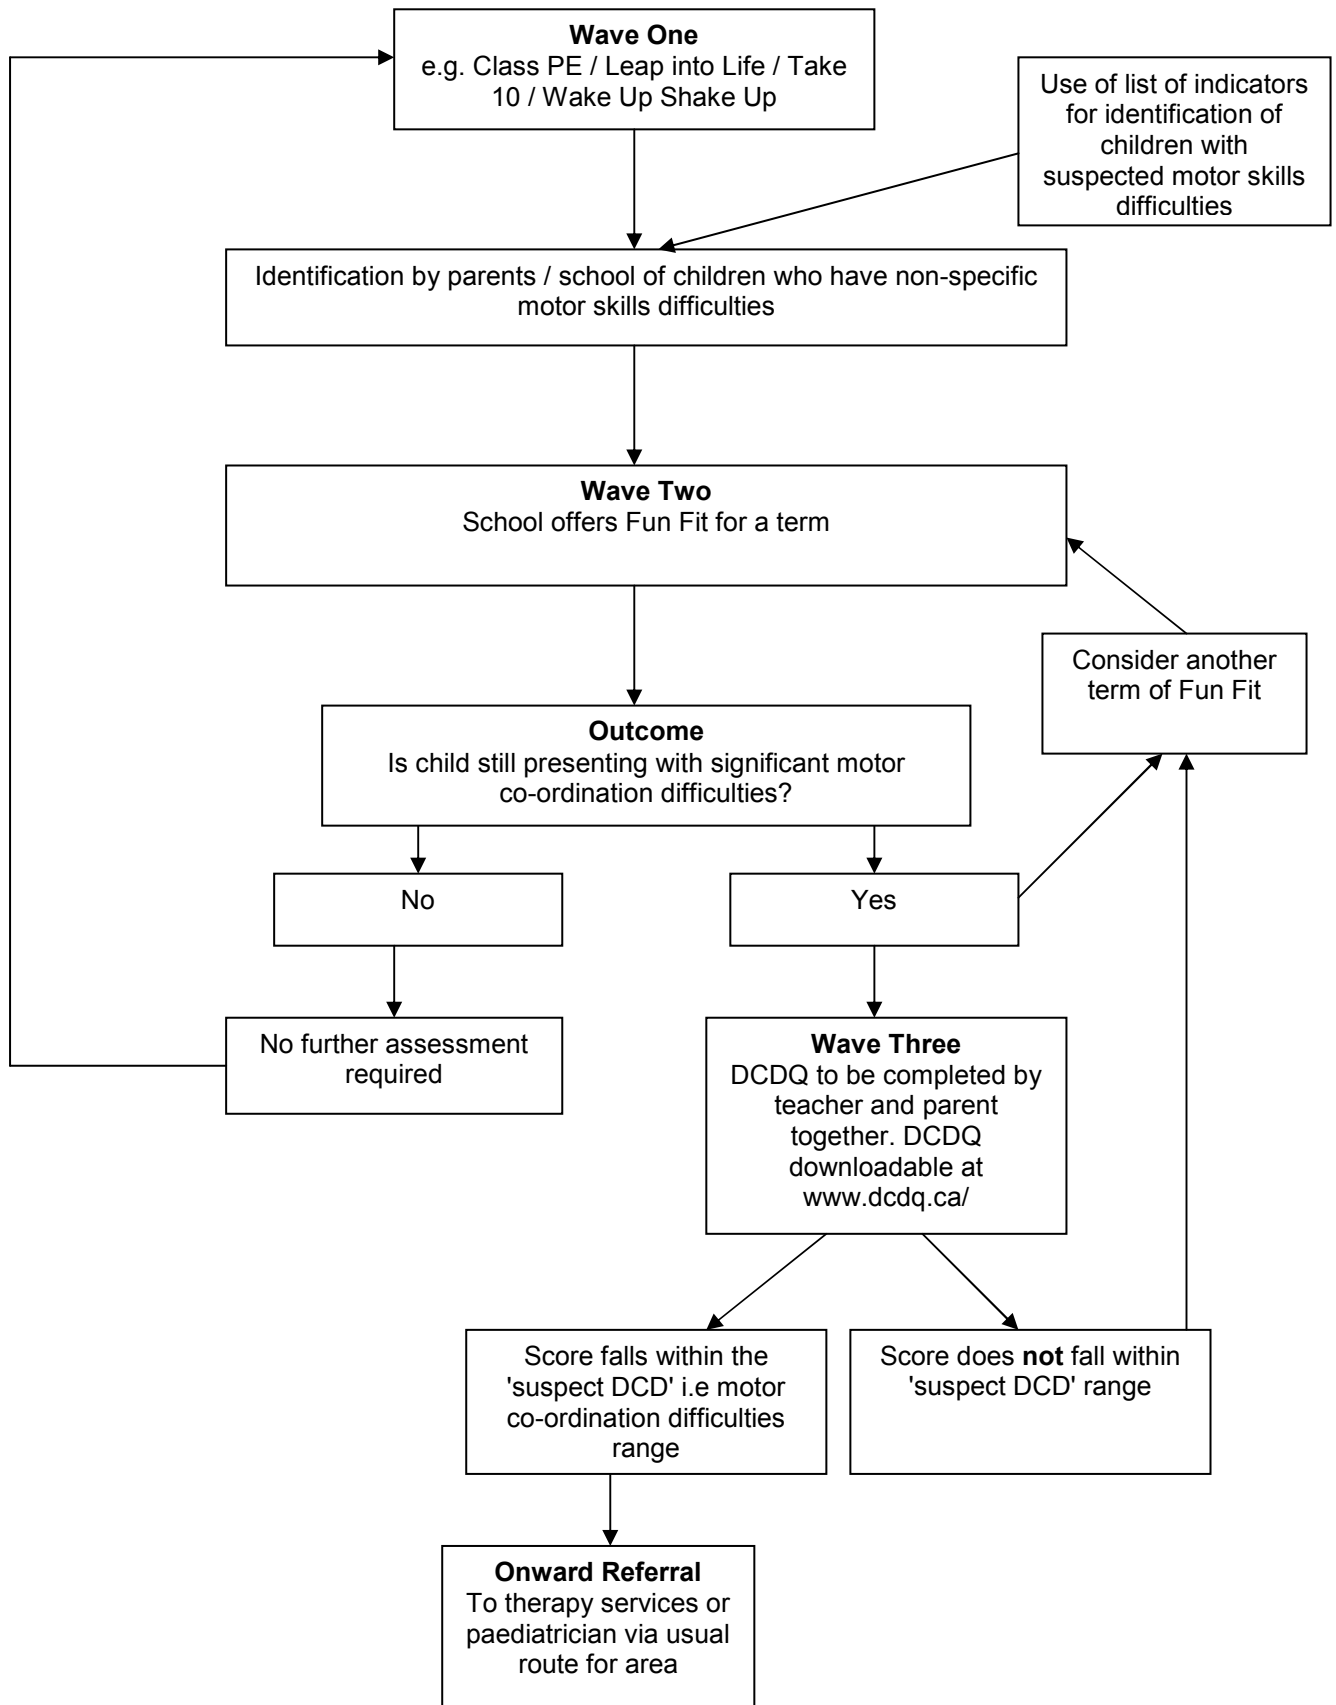 Wave One
e.g. Class PE / Leap into Life / Take
10 / Wake Up Shake Up
Use of list of indicators
for identification of
children with
suspected motor skills
difficulties
Identification by parents / school of children who have non-specific
motor skills difficulties
Wave Two
School offers Fun Fit for a term
Consider another
term of Fun Fit
Outcome
Is child still presenting with significant motor
co-ordination difficulties?
No
Yes
No further assessment
required
Wave Three
DCDQ to be completed by
teacher and parent
together. DCDQ
downloadable at
www.dcdq.ca/
Score falls within the
'suspect DCD' i.e motor
co-ordination difficulties
range
Score does not fall within
'suspect DCD' range
Onward Referral
To therapy services or
paediatrician via usual
route for area